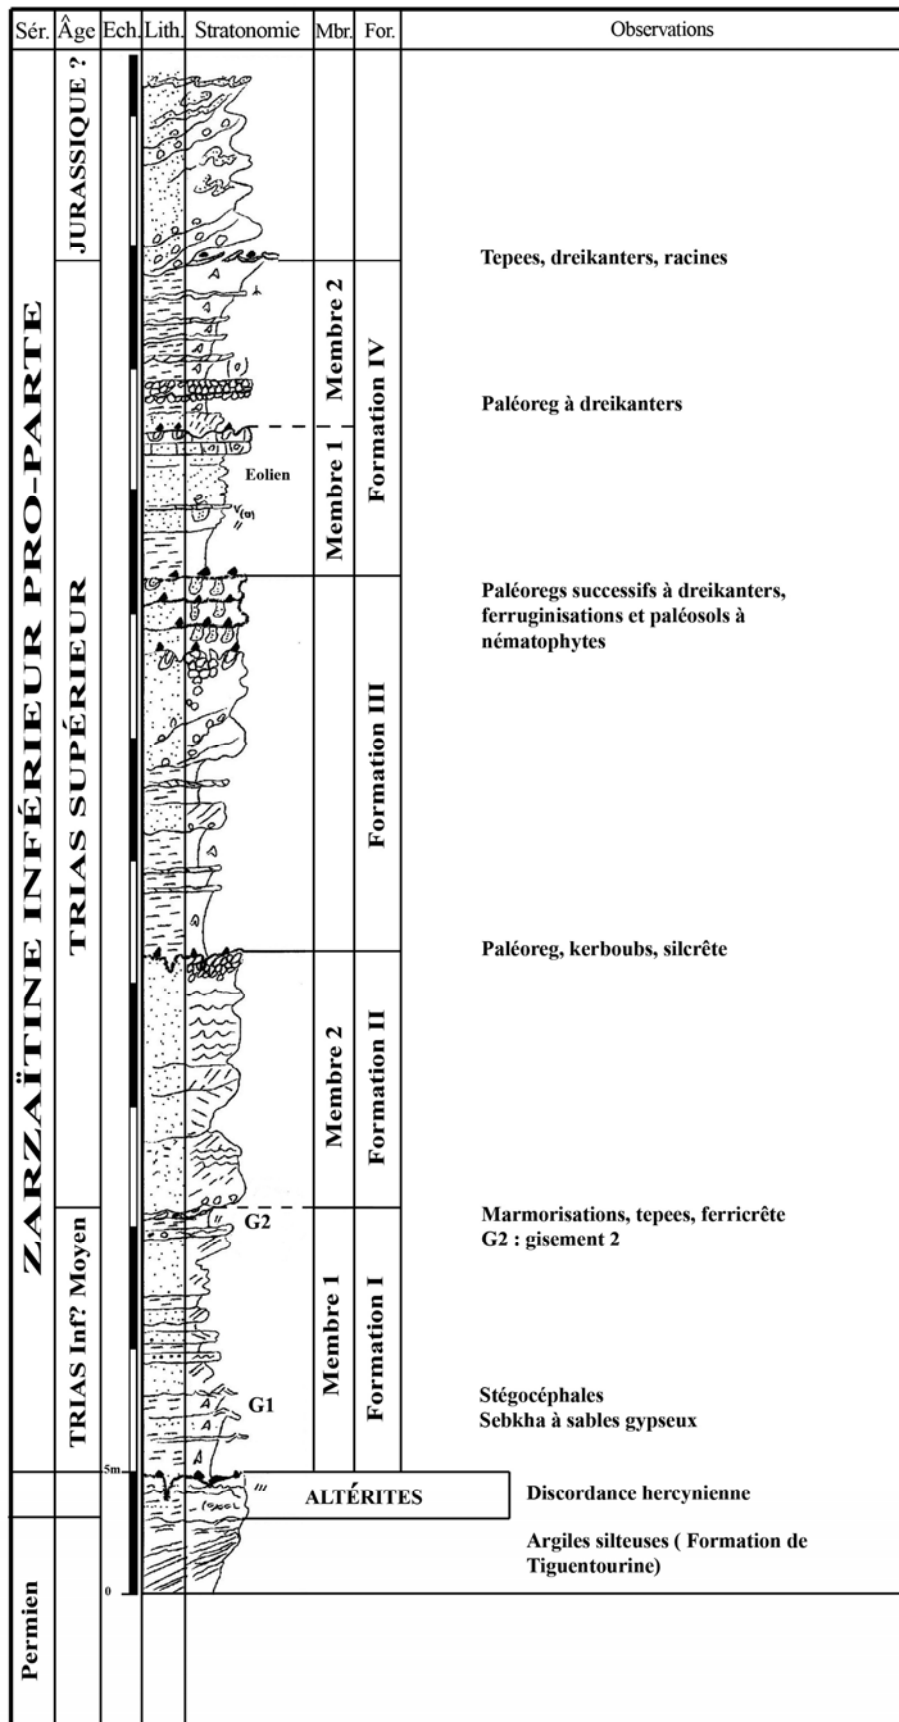 Sér.
Âge
Ech.
Lith.
Stratonomie
Mbr.
For.
Observations
ZARZAÏTINE INFÉRIEUR PRO-PARTE
Permien
JURASSIQUE ?
TRIAS SUPÉRIEUR
TRIAS Inf? Moyen
5m
0
Eolien
G2
G1
Membre 2
Membre 1
Membre 2
Membre 1
Formation IV
Formation III
Formation II
Formation I
ALTÉRITES
Tepees, dreikanters, racines
Paléoreg à dreikanters
Paléoregs successifs à dreikanters,
ferruginisations et paléosols à
nématophytes
Paléoreg, kerboubs, silcrête
Marmorisations, tepees, ferricrête
G2 : gisement 2
Stégocéphales
Sebkha à sables gypseux
Discordance hercynienne
Argiles silteuses ( Formation de
Tiguentourine)